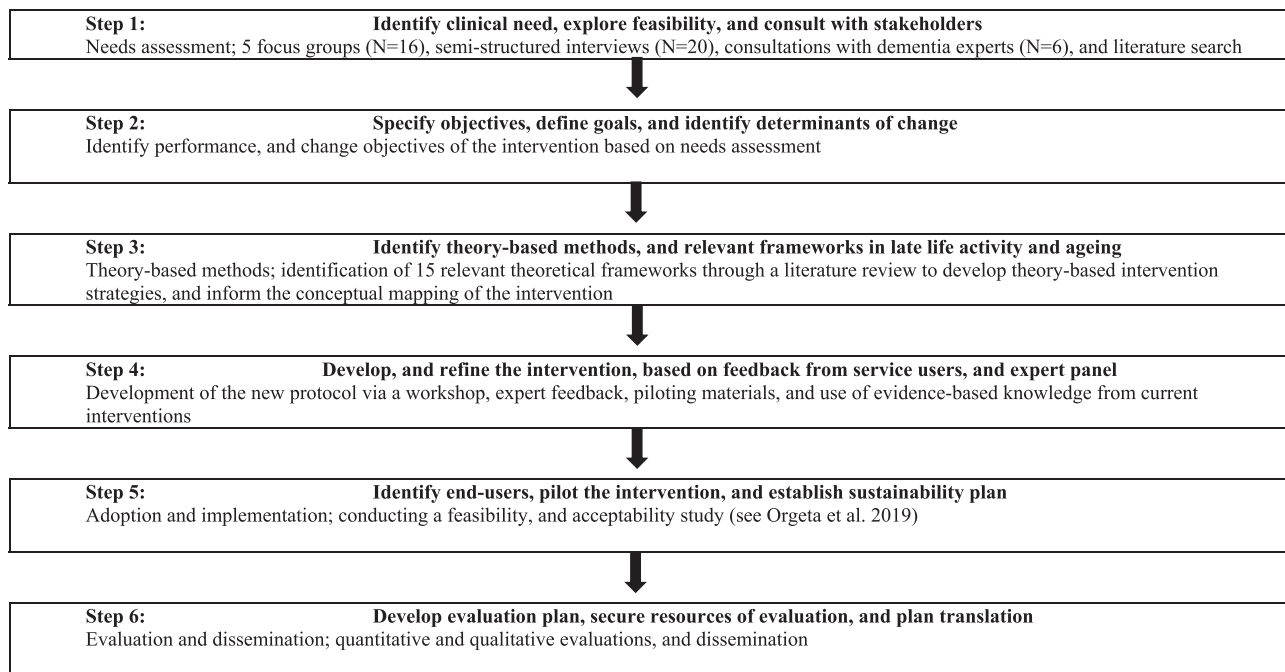 Step 1: Identify clinical need, explore feasibility, and consult with stakeholders
Needs assessment; 5 focus groups (N=16), semi-structured interviews (N=20), consultations with dementia experts (N=6), and literature search
Step 2: Specify objectives, define goals, and identify determinants of change
Identify performance, and change objectives of the intervention based on needs assessment
Step 3: Identify theory-based methods, and relevant frameworks in late life activity and ageing
Theory-based methods; identification of 15 relevant theoretical frameworks through a literature review to develop theory-based intervention
strategies, and inform the conceptual mapping of the intervention
Step 4: Develop, and refine the intervention, based on feedback from service users, and expert panel
Development of the new protocol via a workshop, expert feedback, piloting materials, and use of evidence-based knowledge from current
interventions
Step 5: Identify end-users, pilot the intervention, and establish sustainability plan
Adoption and implementation; conducting a feasibility, and acceptability study (see Orgeta et al. 2019)
Step 6: Develop evaluation plan, secure resources of evaluation, and plan translation
Evaluation and dissemination; quantitative and qualitative evaluations, and dissemination